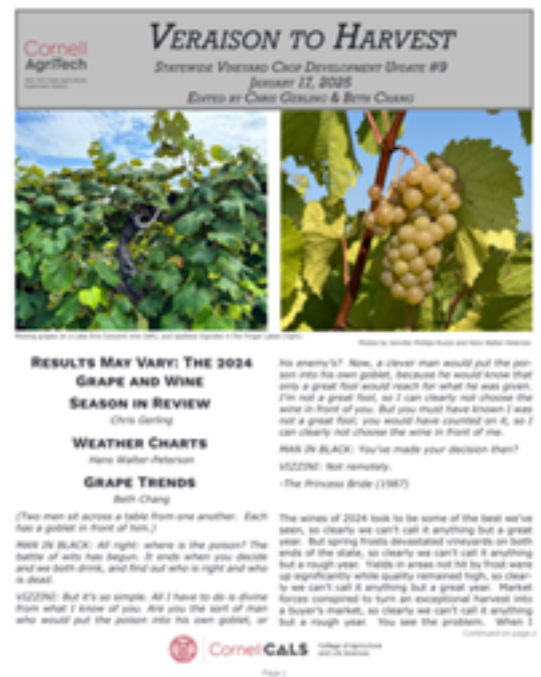 Cornell
AgriTech
VERAISON TO HARVEST
STATEWIDE VINEYARD CROP DEVELOPMENT UPDATE #9
JANUARY 17, 2025
EDITED BY CHRIS GERLING & BETH CHANG
Photos by Jennifer Phillips Russo and Hans Walter-Peterson
RESULTS MAY VARY: THE 2024
GRAPE AND WINE
SEASON IN REVIEW
Chris Gerling
WEATHER CHARTS
Hans Walter-Peterson
GRAPE TRENDS
Beth Chang
(Two men sit across a table from one another. Each
has a goblet in front of him.)
MAN IN BLACK: All right: where is the poison? The
battle of wits has begun. It ends when you decide
and we both drink, and find out who is right and who
is dead.
VIZZINI: But it's so simple. All I have to do is divine
from what I know of you. Are you the sort of man
who would put the poison into his own goblet, or
his enemy's? Now, a clever man would put the poi-
son into his own goblet, because he would know that
only a great fool would reach for what he was given.
I'm not a great fool, so I can clearly not choose the
wine in front of you. But you must have known I was
not a great fool; you would have counted on it, so I
can clearly not choose the wine in front of me.
MAN IN BLACK: You've made your decision then?
VIZZINI: Not remotely.
-The Princess Bride (1987)
The wines of 2024 look to be some of the best we've
seen, so clearly we can't call it anything but a great
year. But spring frosts devastated vineyards on both
ends of the state, so clearly we can't call it anything
but a rough year. Yields in areas not hit by frost were
up significantly while quality remained high, so clear-
ly we can't call it anything but a great year. Market
forces conspired to turn an exceptional harvest into
a buyer's market, so clearly we can't call it anything
but a rough year. You see the problem. When I
Continued on page 2
CornellCALS
College of Agriculture
and Life Sciences
Page 1